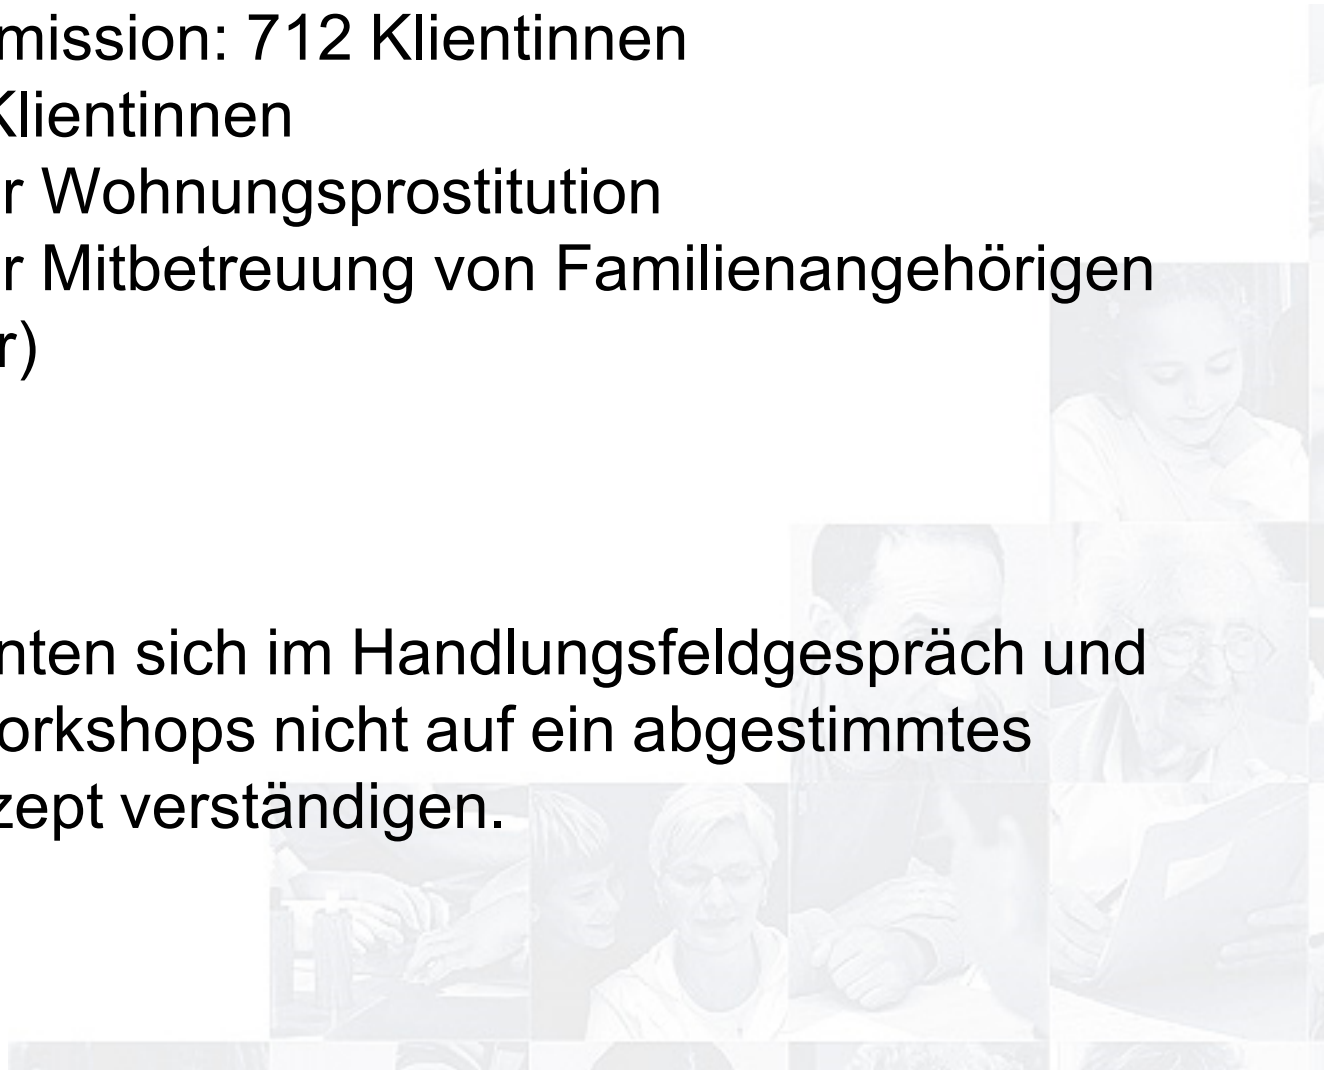 mission: 712 Klientinnen
Klientinnen
r Wohnungsprostitution
r Mitbetreuung von Familienangehörigen
r)
nten sich im Handlungsfeldgespräch und
orkshops nicht auf ein abgestimmtes
zept verständigen.